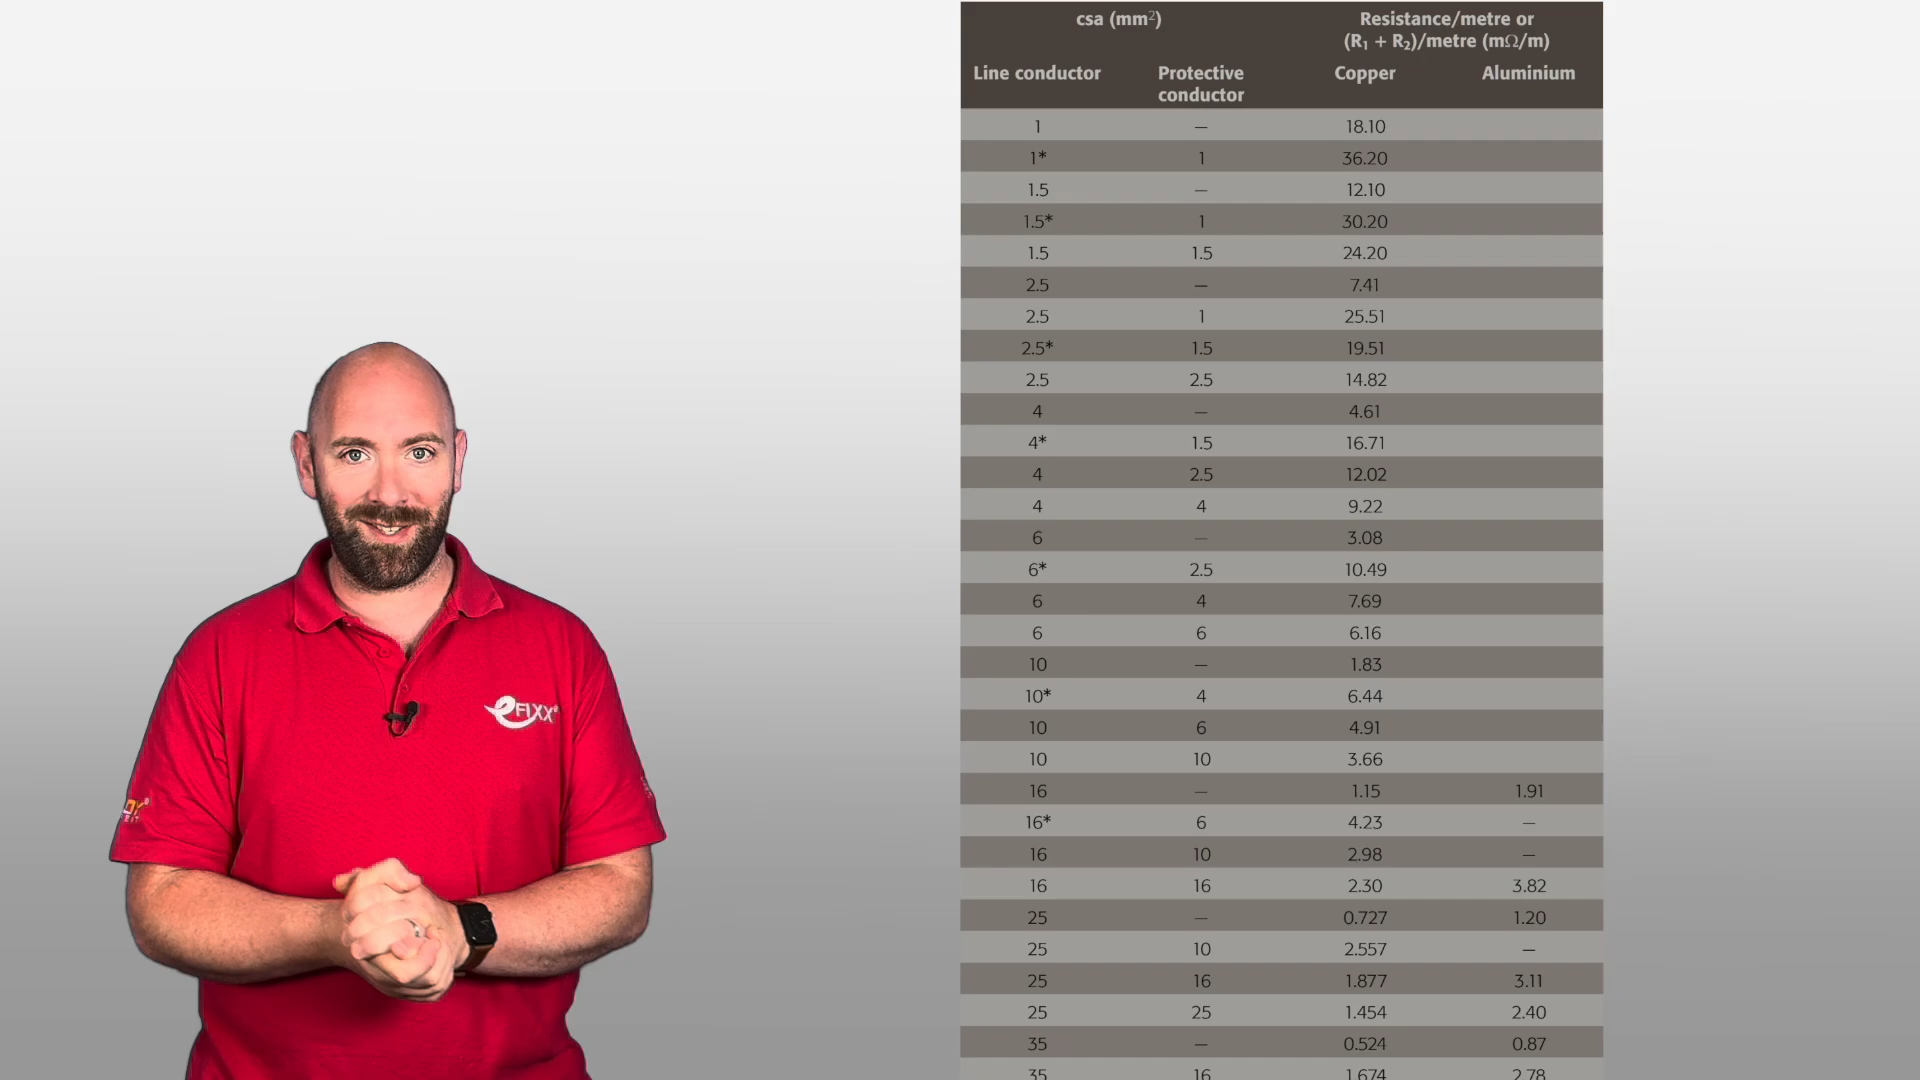 csa (mm²)
Resistance/metre or
(R₁ + R₂)/metre (mΩ/m)
Line conductor Protective conductor Copper Aluminium
1 — 18.10
1* 1 36.20
1.5 — 12.10
1.5* 1 30.20
1.5 1.5 24.20
2.5 — 7.41
2.5 1 25.51
2.5* 1.5 19.51
2.5 2.5 14.82
4 — 4.61
4* 1.5 16.71
4 2.5 12.02
4 4 9.22
6 — 3.08
6* 2.5 10.49
6 4 7.69
6 6 6.16
10 — 1.83
10* 4 6.44
10 6 4.91
10 10 3.66
16 — 1.15 1.91
16* 6 4.23 —
16 10 2.98 —
16 16 2.30 3.82
25 — 0.727 1.20
25 10 2.557 —
25 16 1.877 3.11
25 25 1.454 2.40
35 — 0.524 0.87
35 16 1.674 2.78
eFIXX®